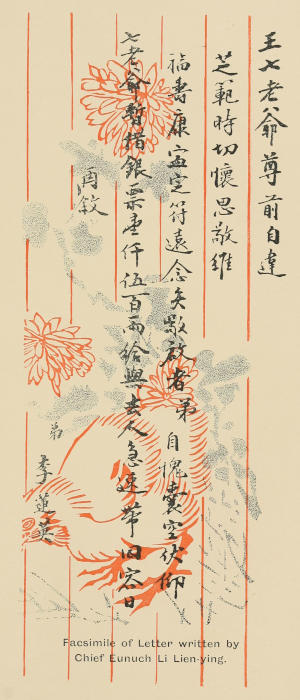 王七老爺尊前自違
芝範時切懷思敬維
福壽康寔定符遠念矣敬啟者弟自愧囊空伏仰
七老爺暫措銀票壹仟伍百兩給與去人急速帶回容日
再敘
弟
李蓮英
Facsimile of Letter written by
Chief Eunuch Li Lien-ying.